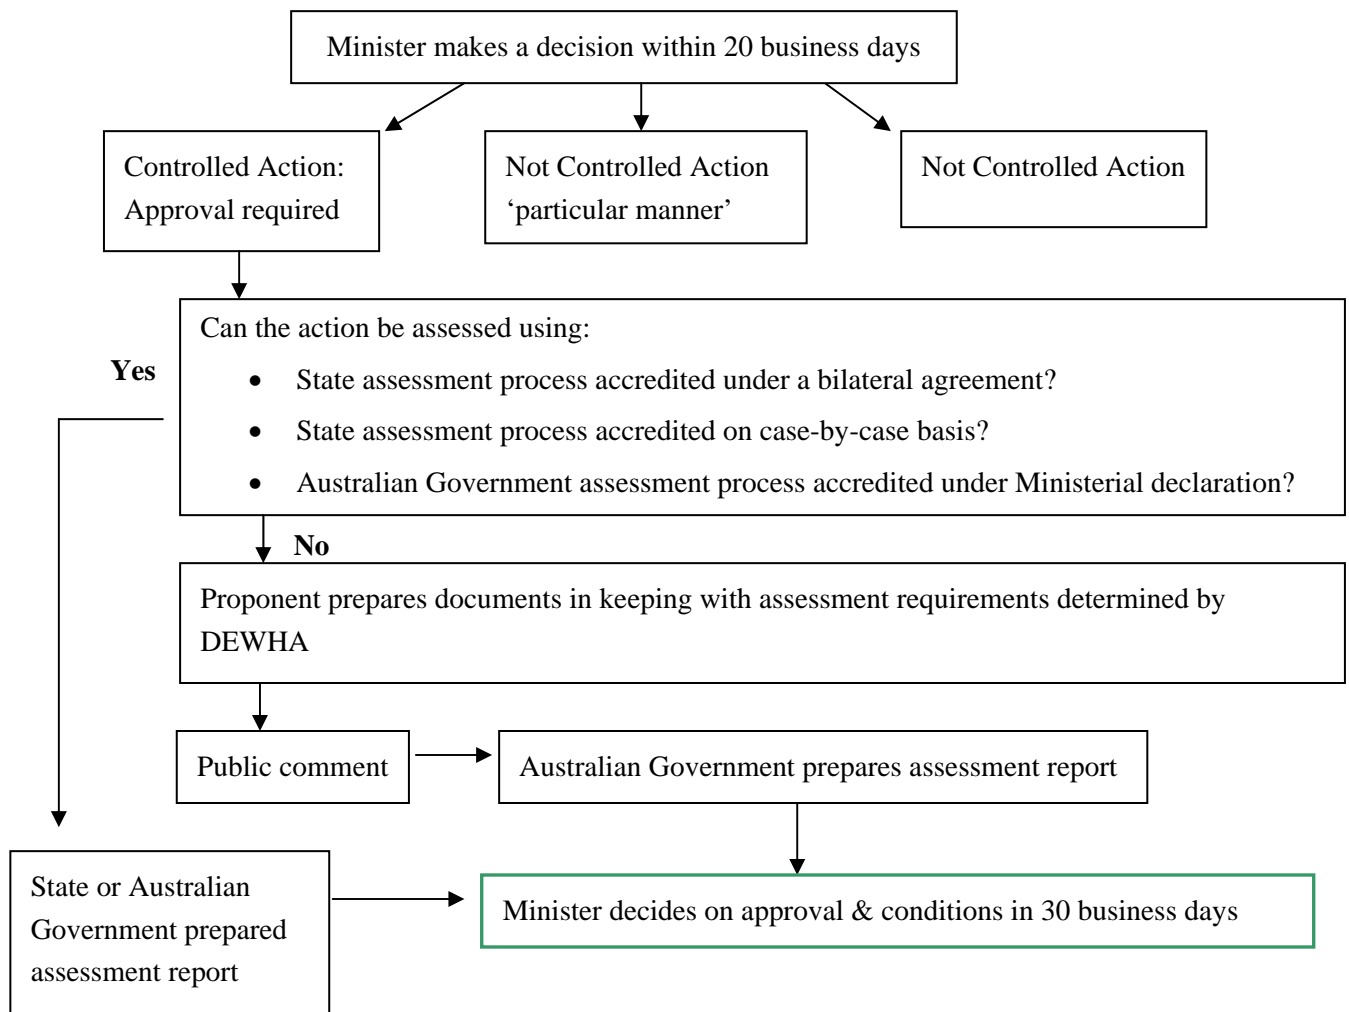 Minister makes a decision within 20 business days
Controlled Action:
Approval required
Not Controlled Action
‘particular manner’
Not Controlled Action
Can the action be assessed using:
Yes
• State assessment process accredited under a bilateral agreement?
• State assessment process accredited on case-by-case basis?
• Australian Government assessment process accredited under Ministerial declaration?
No
Proponent prepares documents in keeping with assessment requirements determined by
DEWHA
Public comment
Australian Government prepares assessment report
State or Australian
Government prepared
assessment report
Minister decides on approval & conditions in 30 business days